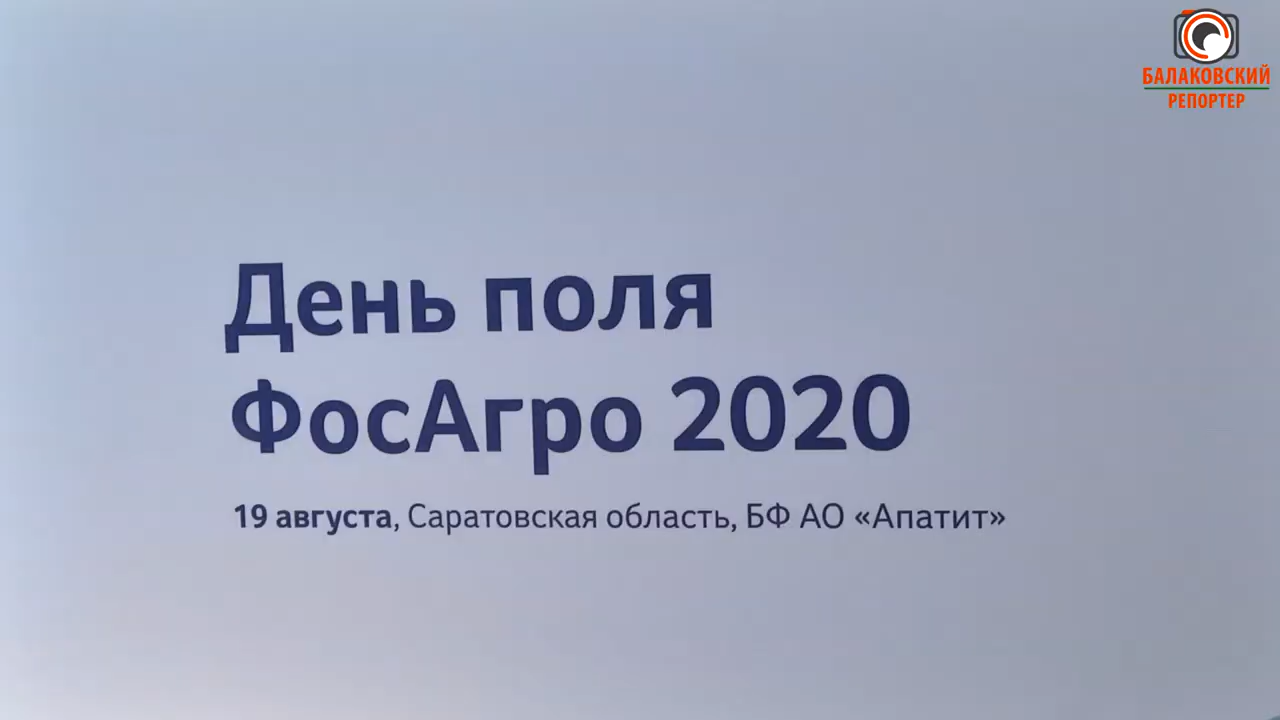 БАЛАКОВСКИЙ
РЕПОРТЕР
День поля
ФосАгро 2020
19 августа, Саратовская область, БФ АО «Апатит»